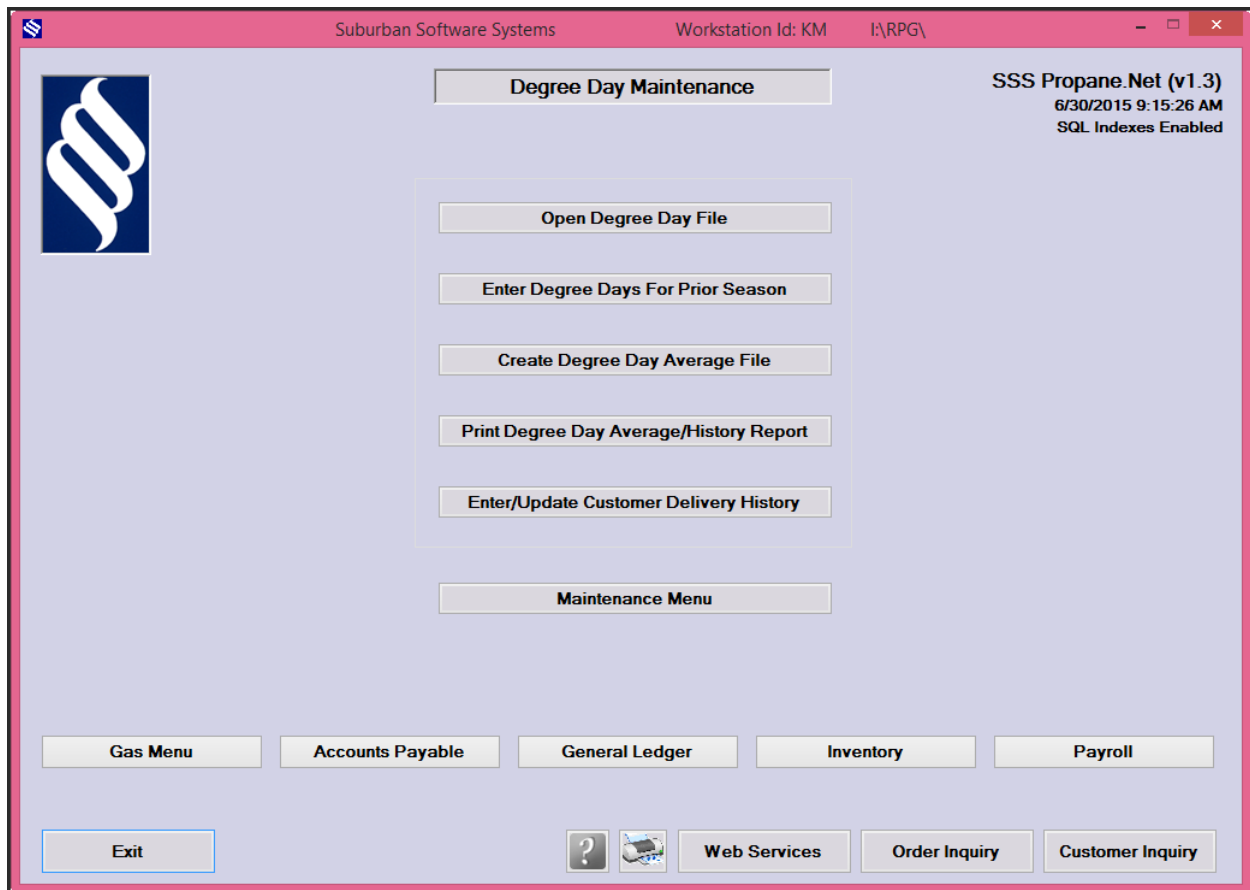 Suburban Software Systems Workstation Id: KM I:\RPG\
Degree Day Maintenance
SSS Propane.Net (v1.3)
6/30/2015 9:15:26 AM
SQL Indexes Enabled
Open Degree Day File
Enter Degree Days For Prior Season
Create Degree Day Average File
Print Degree Day Average/History Report
Enter/Update Customer Delivery History
Maintenance Menu
Gas Menu Accounts Payable General Ledger Inventory Payroll
Exit ? Web Services Order Inquiry Customer Inquiry